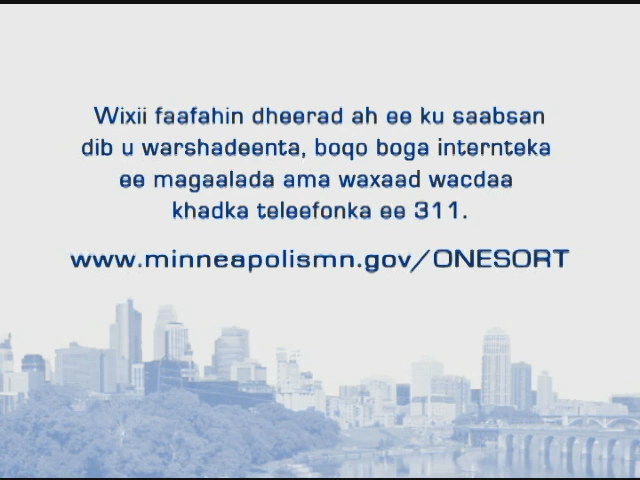 Wixii faafahin dheerad ah ee ku saabsan
dib u warshadeenta, boqo boga internteka
ee magaalada ama waxaad wacdaa
khadka teleefonka ee 311.
www.minneapolismn.gov/ONESORT